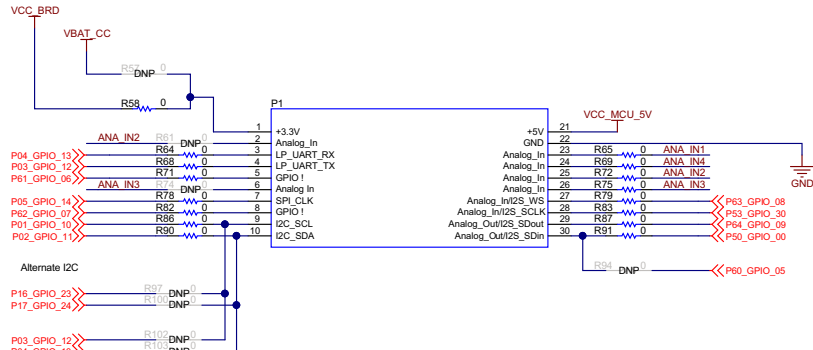 VCC_BRD
VBAT_CC
R57 DNP 0
R58 0
P1
VCC_MCU_5V
1 +3.3V +5V 21
ANA_IN2 R61 DNP 0 2 Analog_In GND 22
P04_GPIO_13 R64 0 3 LP_UART_RX Analog_In 23 R65 0 ANA_IN1
P03_GPIO_12 R68 0 4 LP_UART_TX Analog_In 24 R69 0 ANA_IN4
P61_GPIO_06 R71 0 5 GPIO ! Analog_In 25 R72 0 ANA_IN2
ANA_IN3 R74 DNP 0 6 Analog In Analog_In 26 R75 0 ANA_IN3
P05_GPIO_14 R78 0 7 SPI_CLK Analog_In/I2S_WS 27 R79 0 P63_GPIO_08
P62_GPIO_07 R82 0 8 GPIO ! Analog_In/I2S_SCLK 28 R83 0 P53_GPIO_30
P01_GPIO_10 R86 0 9 I2C_SCL Analog_Out/I2S_SDout 29 R87 0 P64_GPIO_09
P02_GPIO_11 R90 0 10 I2C_SDA Analog_Out/I2S_SDin 30 R91 0 P50_GPIO_00
GND
Alternate I2C
R94 DNP 0 P60_GPIO_05
P16_GPIO_23 R97 DNP 0
P17_GPIO_24 R100 DNP 0
P03_GPIO_12 R102 DNP 0
R103 DNP 0